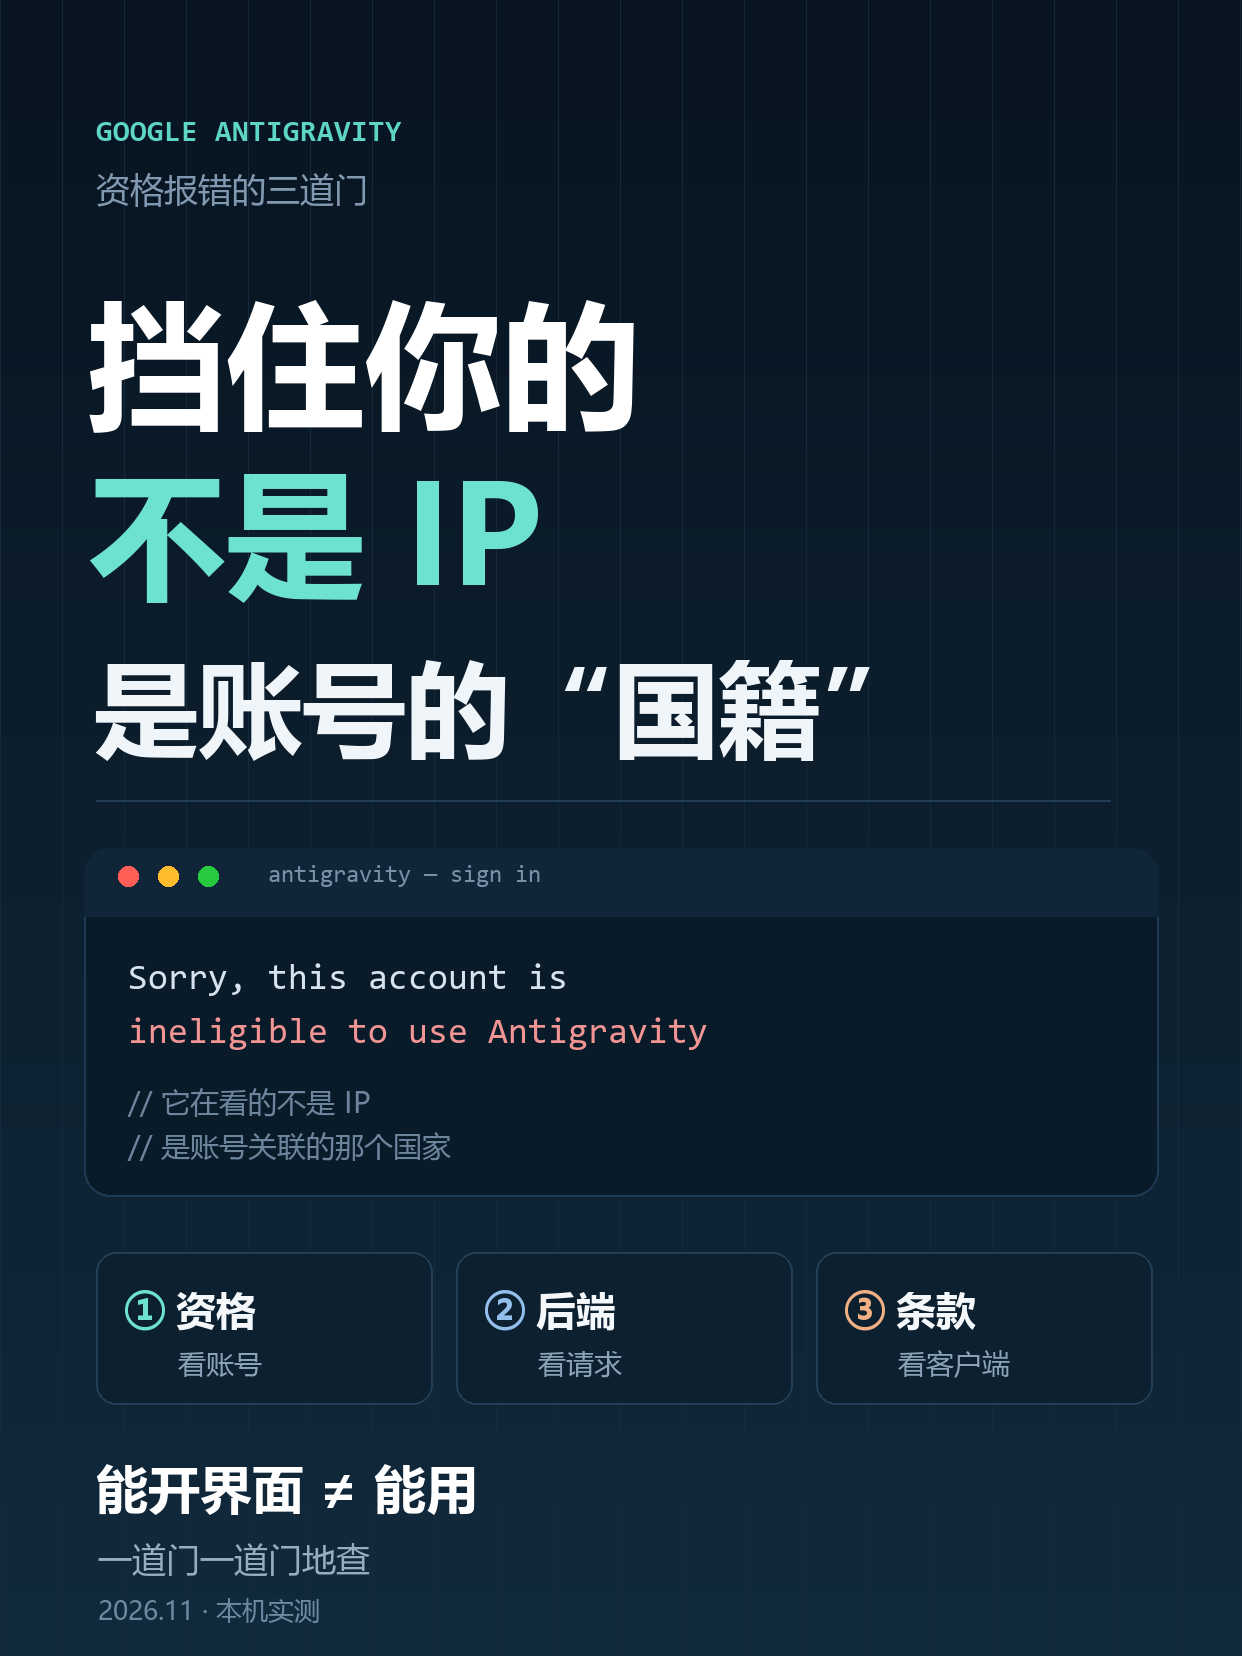 GOOGLE ANTIGRAVITY
资格报错的三道门
挡住你的
不是 IP
是账号的 “国籍”
antigravity — sign in
Sorry, this account is
ineligible to use Antigravity
// 它在看的不是 IP
// 是账号关联的那个国家
① 资格
看账号
② 后端
看请求
③ 条款
看客户端
能开界面 ≠ 能用
一道门一道门地查
2026.11 · 本机实测